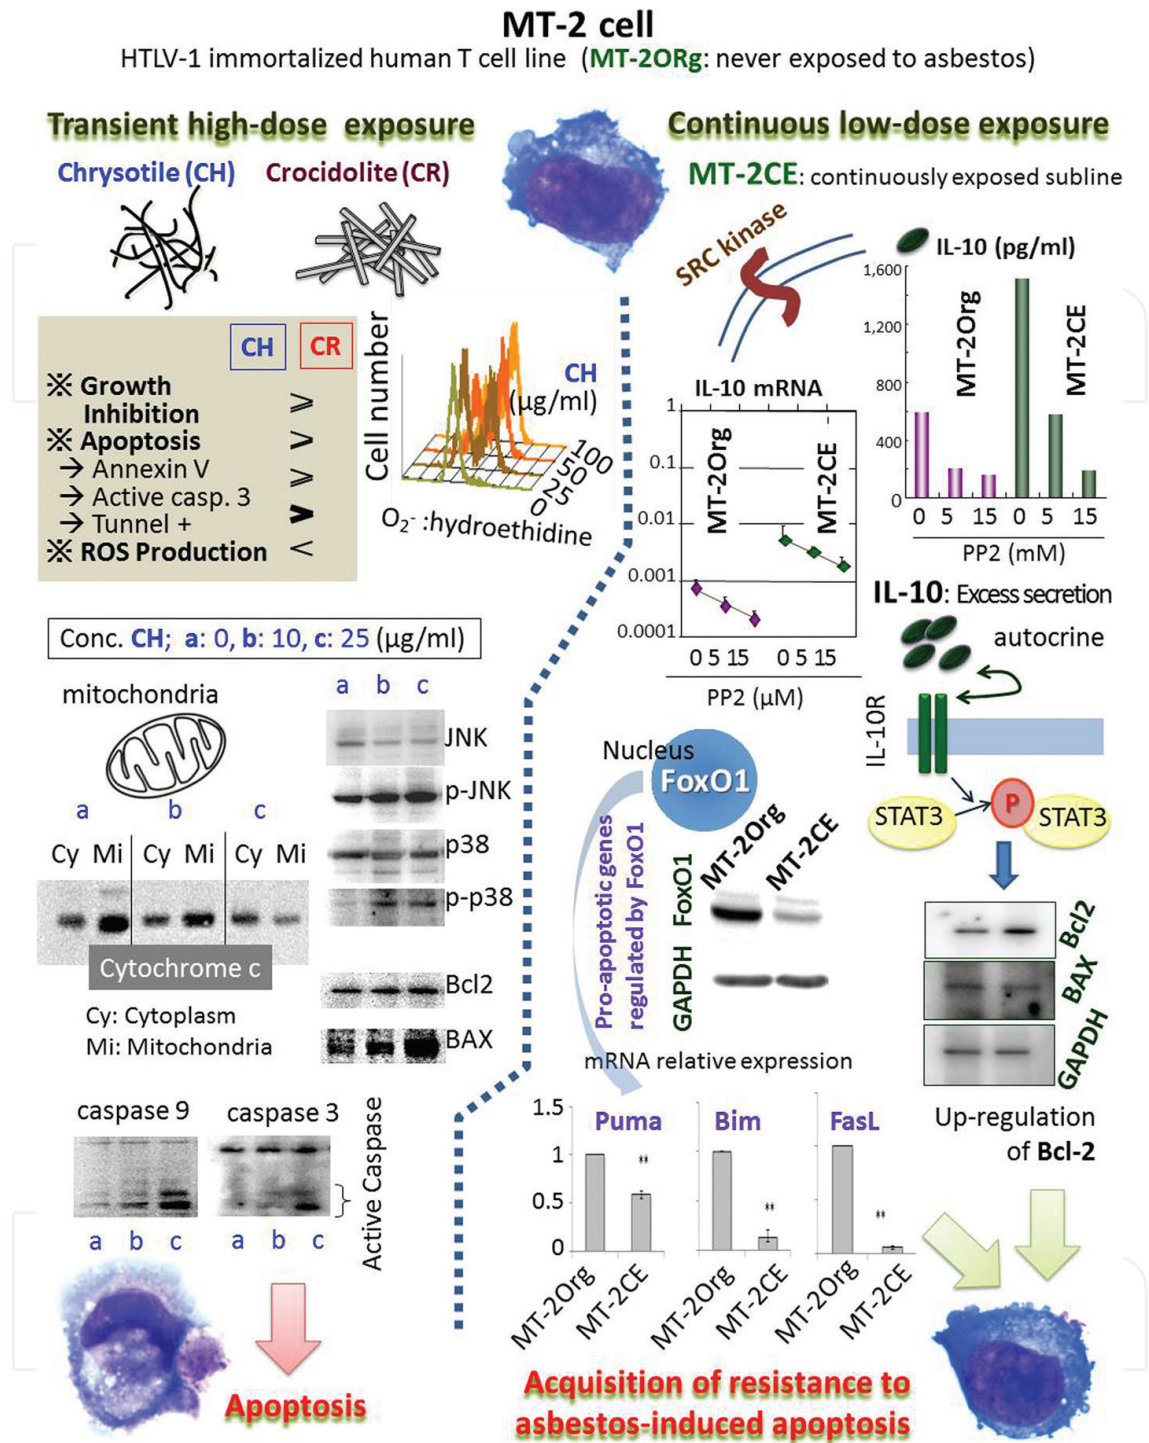 MT-2 cell
HTLV-1 immortalized human T cell line (MT-2ORg: never exposed to asbestos)
Transient high-dose exposure
Chrysotile (CH)
Crocidolite (CR)
CH
CR
※ Growth
Inhibition
⩾
※ Apoptosis
>
→ Annexin V
⩾
→ Active casp. 3
→ Tunnel +
>
※ ROS Production
<
Cell number
CH
(μg/ml)
100
50
25
0
O2- :hydroethidine
Conc. CH; a: 0, b: 10, c: 25 (μg/ml)
mitochondria
a b c
Cy Mi Cy Mi Cy Mi
Cytochrome c
Cy: Cytoplasm
Mi: Mitochondria
a b c
JNK
p-JNK
p38
p-p38
Bcl2
BAX
caspase 9
caspase 3
Active Caspase
a b c
a b c
Apoptosis
Continuous low-dose exposure
MT-2CE: continuously exposed subline
SRC kinase
IL-10 (pg/ml)
1,600
1,200
800
400
0
MT-2Org
MT-2CE
0 5 15 0 5 15
PP2 (mM)
IL-10 mRNA
1
0.1
0.01
0.001
0.0001
MT-2Org
MT-2CE
0 5 15 0 5 15
PP2 (μM)
IL-10: Excess secretion
autocrine
IL-10R
STAT3
P
STAT3
Nucleus
FoxO1
Pro-apoptotic genes
regulated by FoxO1
MT-2Org
MT-2CE
FoxO1
GAPDH
Bcl2
BAX
GAPDH
Up-regulation
of Bcl-2
mRNA relative expression
1.5
1
0.5
0
Puma
**
MT-2Org
MT-2CE
Bim
**
MT-2Org
MT-2CE
FasL
**
MT-2Org
MT-2CE
Acquisition of resistance to
asbestos-induced apoptosis